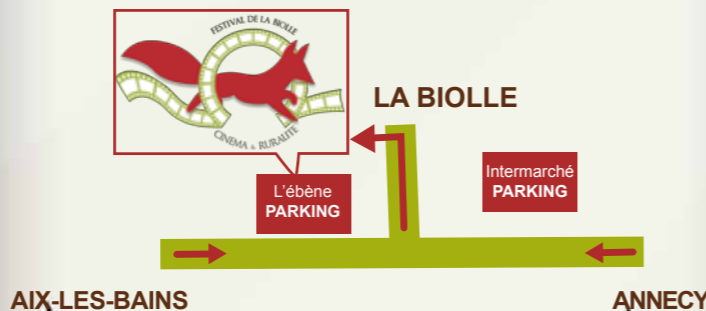 FESTIVAL DE LA BIOLLE
CINÉMA & RURALITÉ
LA BIOLLE
L'ébène
PARKING
Intermarché
PARKING
AIX-LES-BAINS
ANNECY